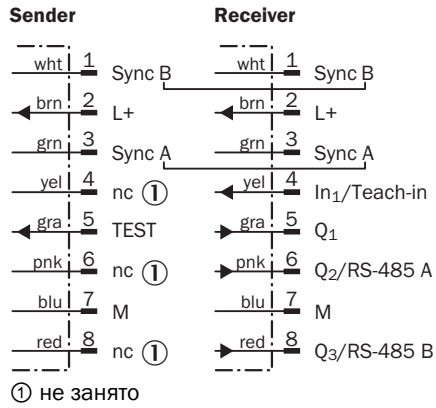 Sender Receiver
wht 1 Sync B wht 1 Sync B
brn 2 L+ brn 2 L+
grn 3 Sync A grn 3 Sync A
yel 4 nc ① yel 4 In₁/Teach-in
gra 5 TEST gra 5 Q₁
pnk 6 nc ① pnk 6 Q₂/RS-485 A
blu 7 M blu 7 M
red 8 nc ① red 8 Q₃/RS-485 B
① не занято